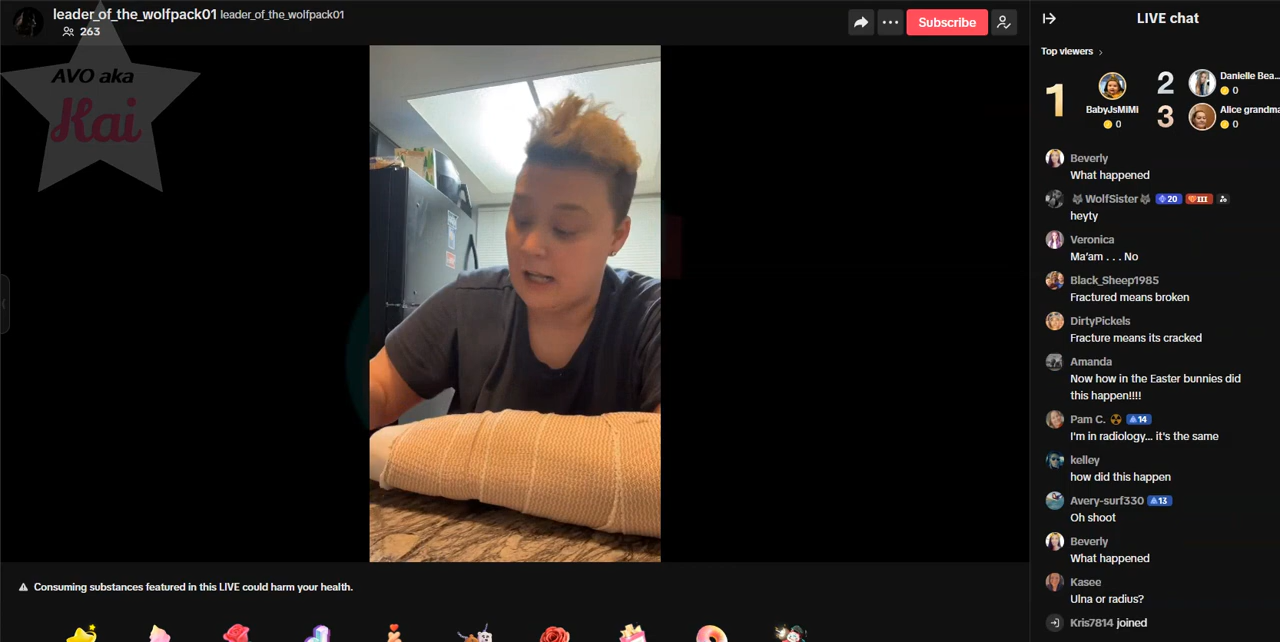 leader_of_the_wolfpack01 leader_of_the_wolfpack01
263
Subscribe
AVO aka
Kai
LIVE chat
Top viewers
1
BabyJsMiMi
0
2
Danielle Bea...
0
3
Alice grandma
0
Beverly
What happened
WolfSister 20 III
heyty
Veronica
Ma'am . . . No
Black_Sheep1985
Fractured means broken
DirtyPickels
Fracture means its cracked
Amanda
Now how in the Easter bunnies did
this happen!!!!
Pam C. 14
I'm in radiology... it's the same
kelley
how did this happen
Avery-surf330 13
Oh shoot
Beverly
What happened
Kasee
Ulna or radius?
Kris7814 joined
Consuming substances featured in this LIVE could harm your health.